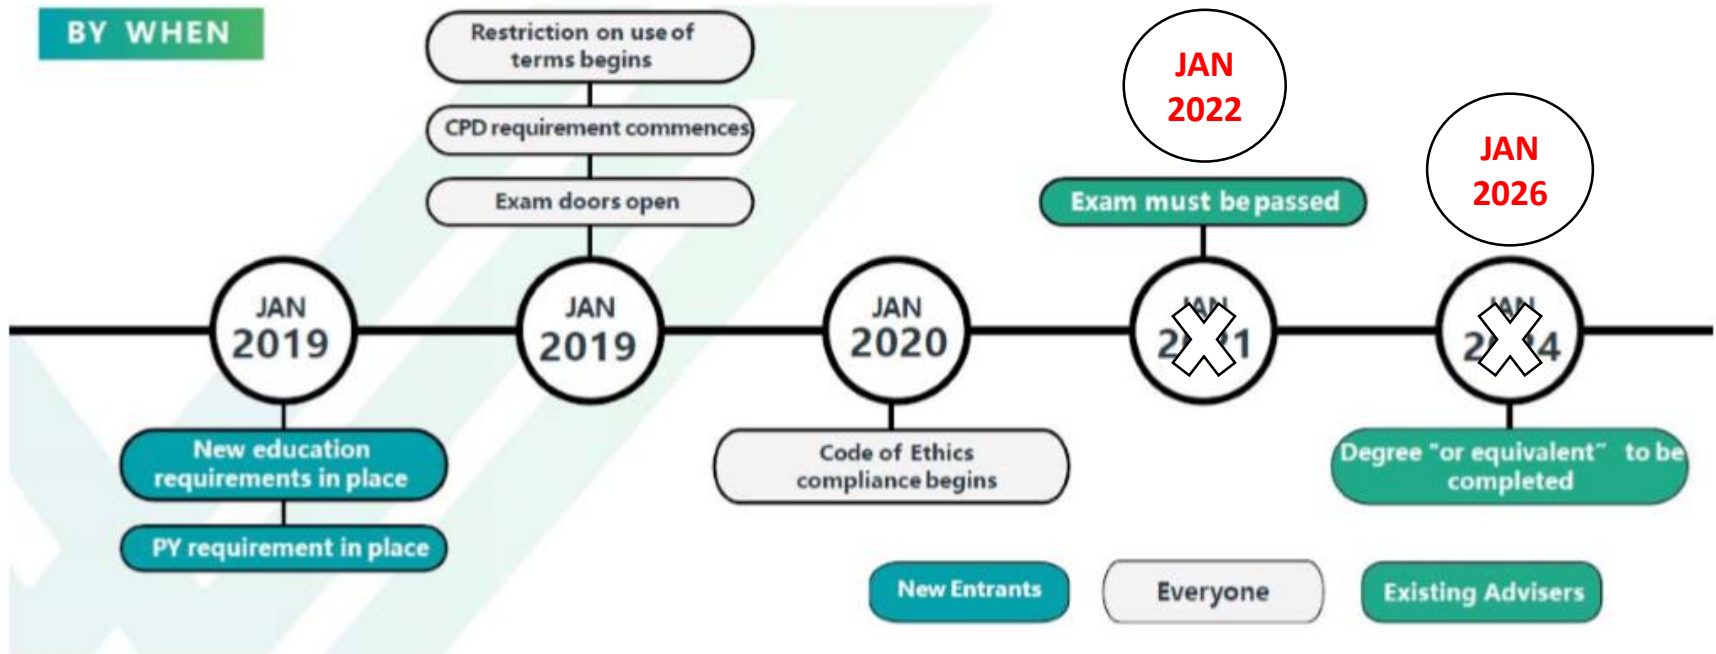 BY WHEN
Restriction on use of
terms begins
CPD requirement commences
Exam doors open
JAN
2022
Exam must be passed
JAN
2026
JAN
2019
JAN
2019
JAN
2020
JAN
JAN
New education
requirements in place
PY requirement in place
Code of Ethics
compliance begins
Degree "or equivalent" to be
completed
New Entrants
Everyone
Existing Advisers